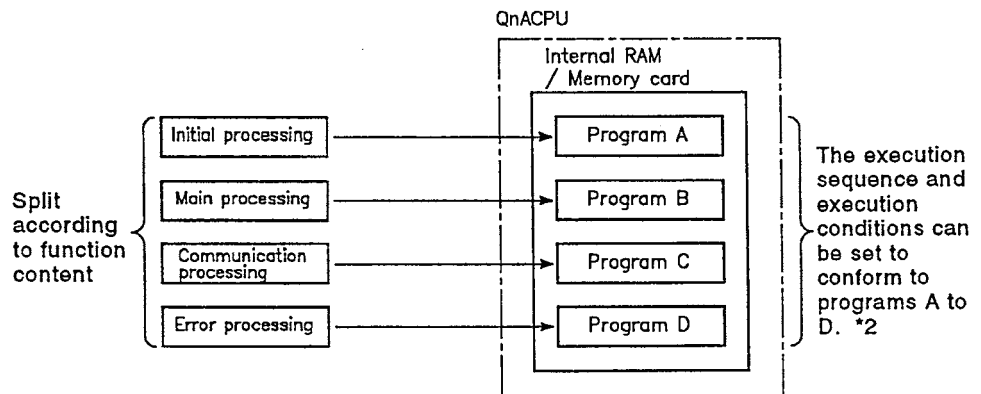 QnACPU
Internal RAM
/ Memory card
Split
according
to function
content
Initial processing
Main processing
Communication
processing
Error processing
Program A
Program B
Program C
Program D
The execution
sequence and
execution
conditions can
be set to
conform to
programs A to
D. *2